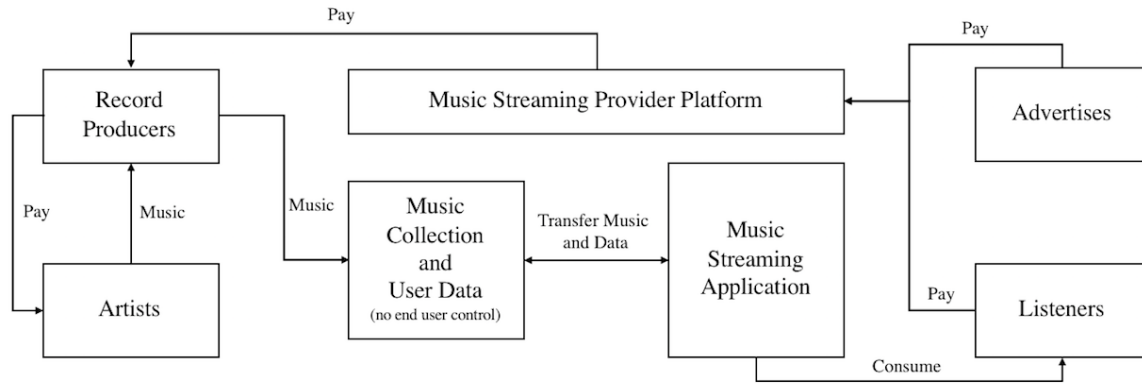 Pay
Pay
Record
Producers
Music Streaming Provider Platform
Advertises
Pay
Music
Music
Music
Collection
and
User Data
(no end user control)
Transfer Music
and Data
Music
Streaming
Application
Artists
Pay
Listeners
Consume